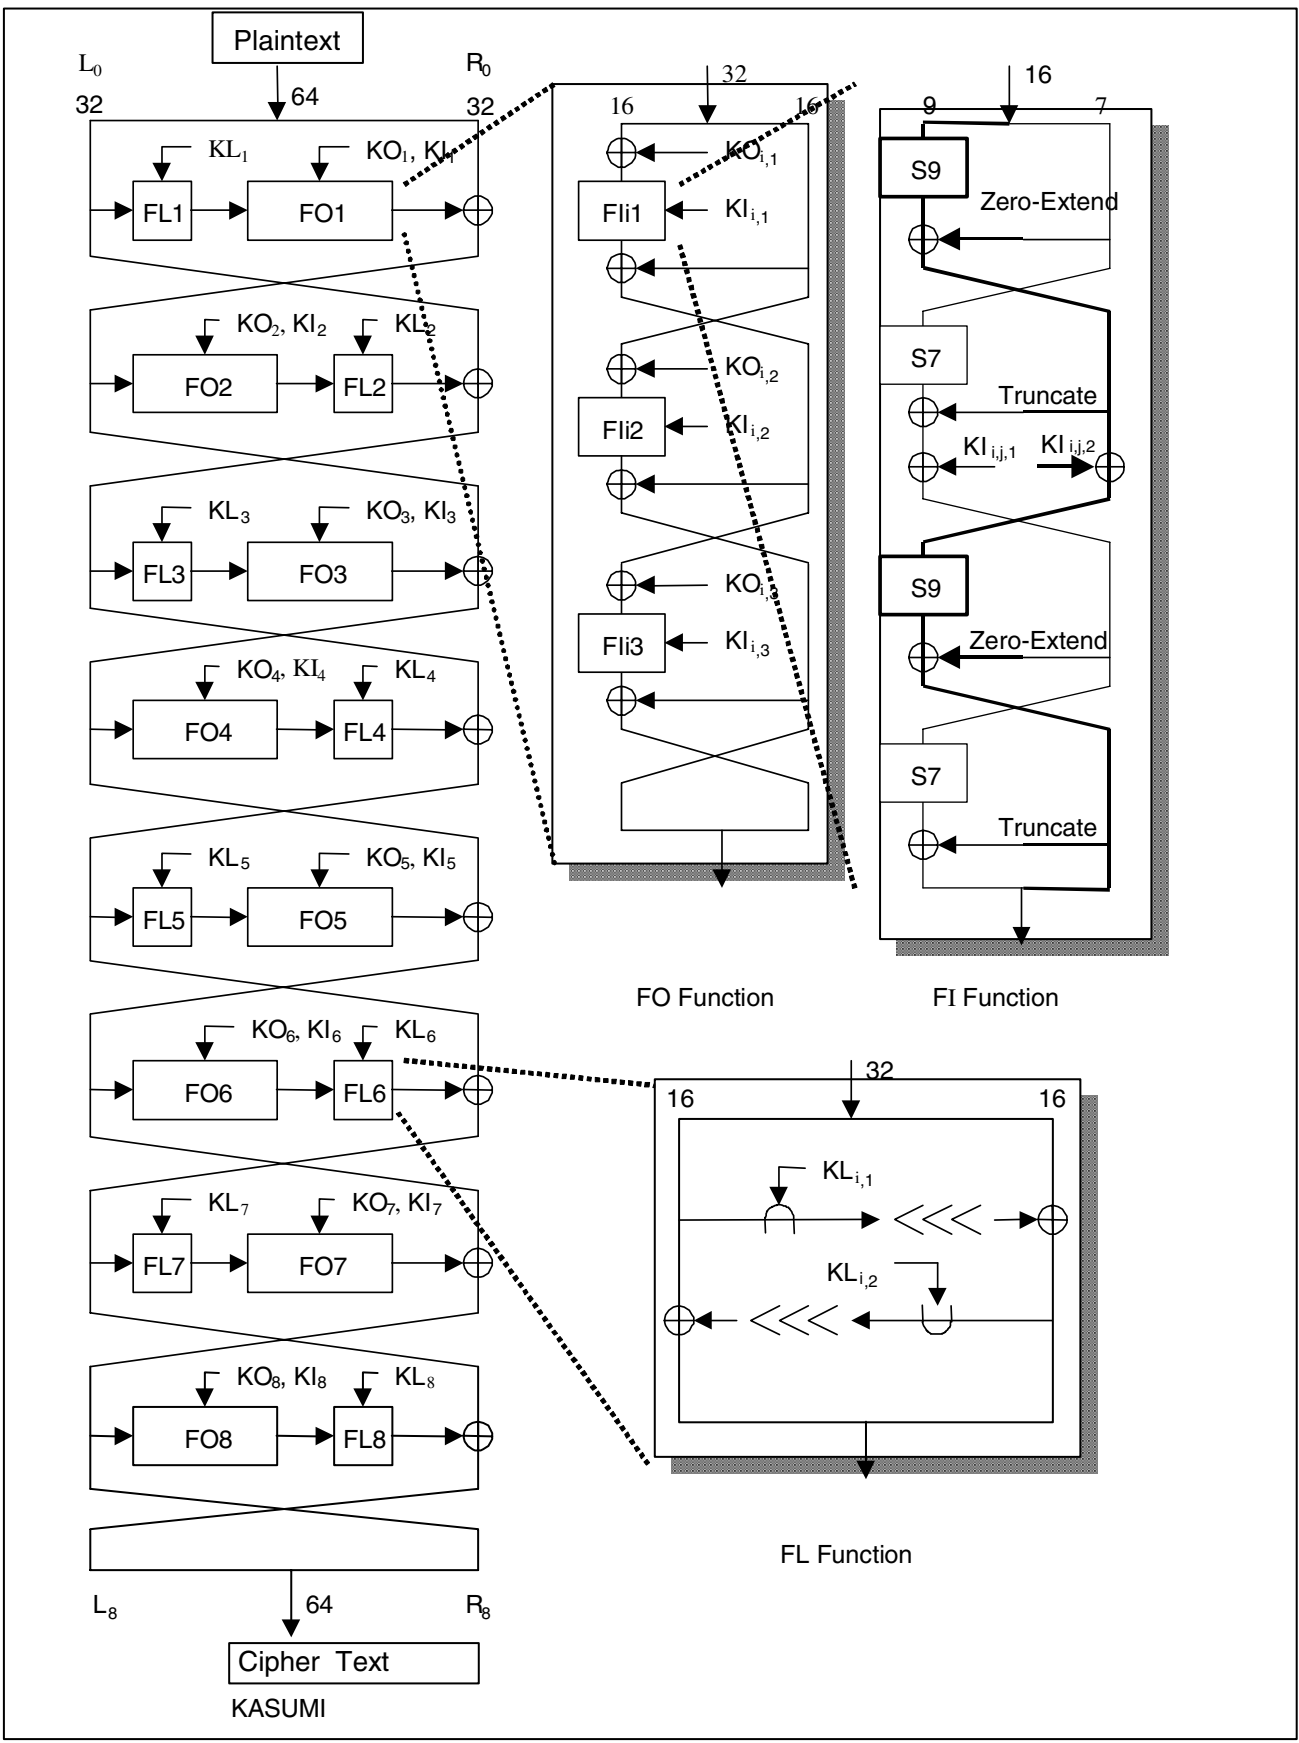 Plaintext
L0 R0
32 64 32
KL1 KO1, KI1
FL1 FO1
KO2, KI2 KL2
FO2 FL2
KL3 KO3, KI3
FL3 FO3
KO4, KI4 KL4
FO4 FL4
KL5 KO5, KI5
FL5 FO5
KO6, KI6 KL6
FO6 FL6
KL7 KO7, KI7
FL7 FO7
KO8, KI8 KL8
FO8 FL8
L8 64 R8
Cipher Text
KASUMI
32
16 16
KOi,1
FIi1 KIi,1
KOi,2
FIi2 KIi,2
KOi,3
FIi3 KIi,3
FO Function
16
9 7
S9
Zero-Extend
S7
Truncate
KIi,j,1 KIi,j,2
S9
Zero-Extend
S7
Truncate
FI Function
32
16 16
KLi,1
<<<
KLi,2
<<<
FL Function